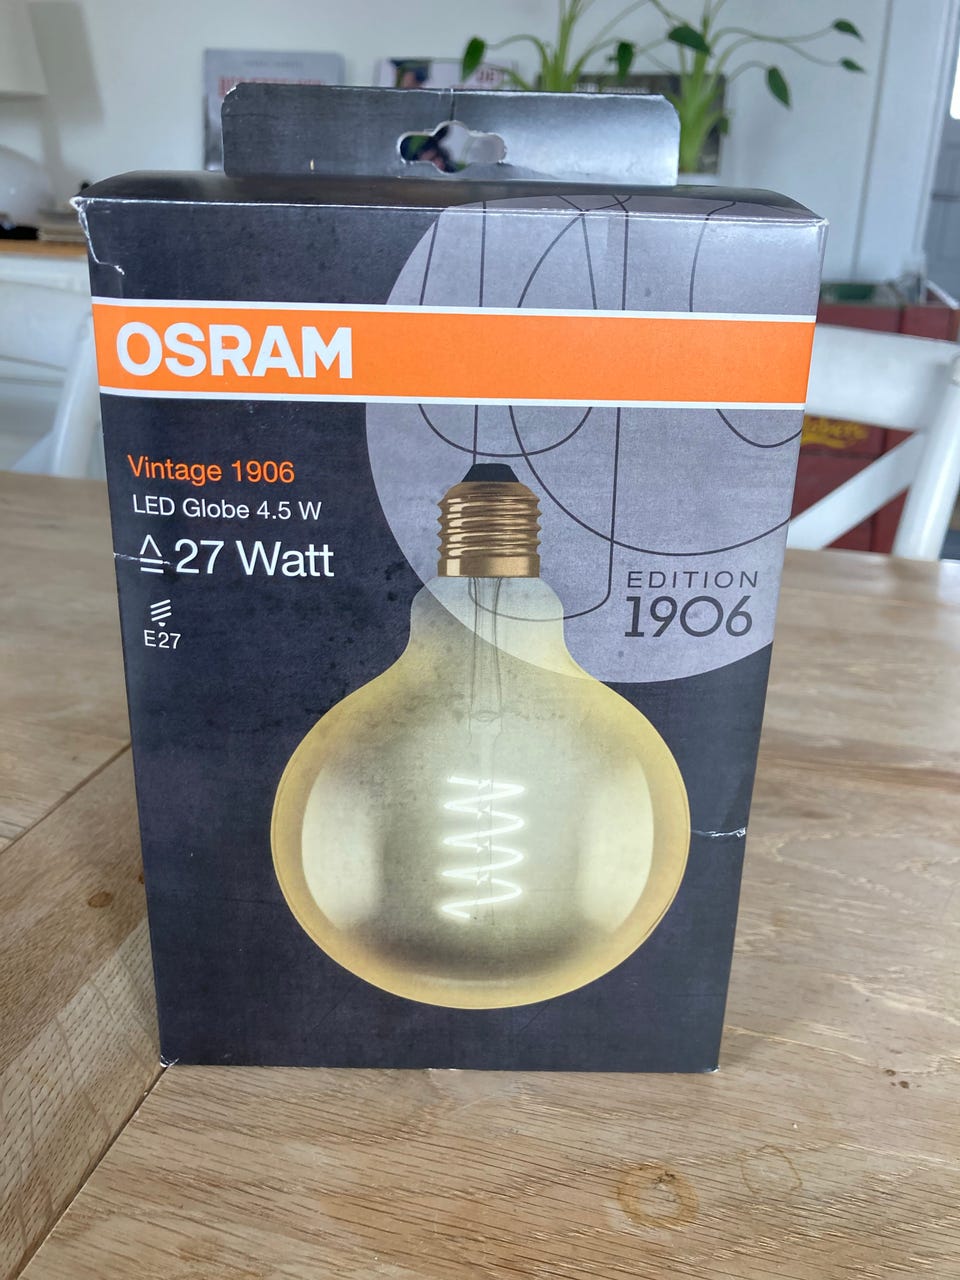 OSRAM
Vintage 1906
LED Globe 4.5 W
≙ 27 Watt
E27
EDITION
1906